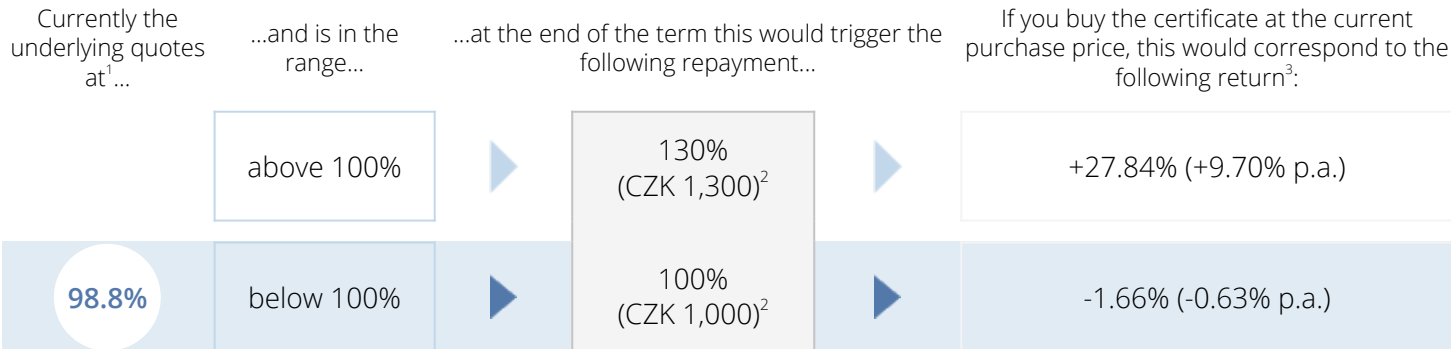 Currently the
underlying quotes
at¹...
...and is in the
range...
...at the end of the term this would trigger the
following repayment...
If you buy the certificate at the current
purchase price, this would correspond to the
following return³:
above 100%
130%
(CZK 1,300)²
+27.84% (+9.70% p.a.)
98.8%
below 100%
100%
(CZK 1,000)²
-1.66% (-0.63% p.a.)